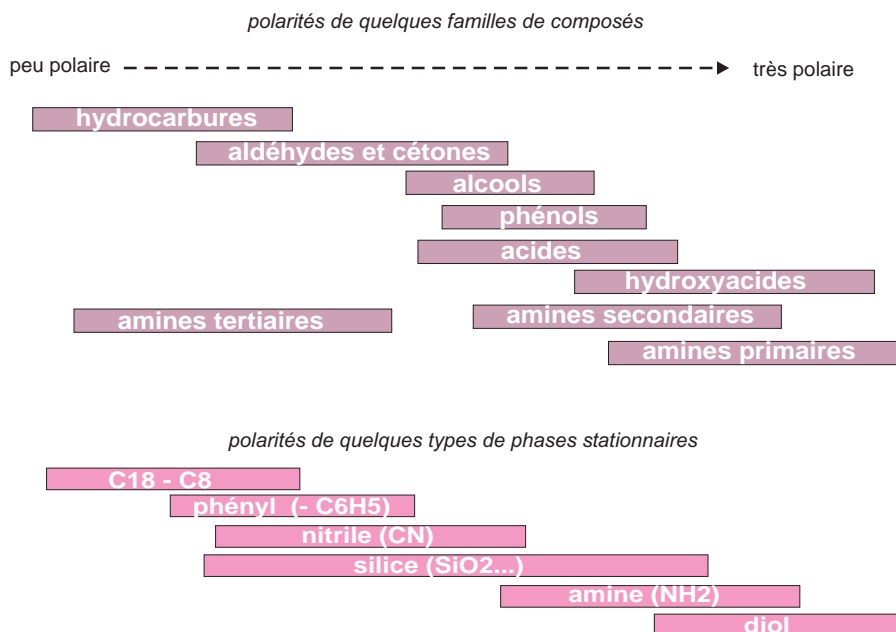 polarités de quelques familles de composés
peu polaire très polaire
hydrocarbures
aldéhydes et cétones
alcools
phénols
acides
hydroxyacides
amines tertiaires amines secondaires
amines primaires
polarités de quelques types de phases stationnaires
C18 - C8
phényl (- C6H5)
nitrile (CN)
silice (SiO2...)
amine (NH2)
diol